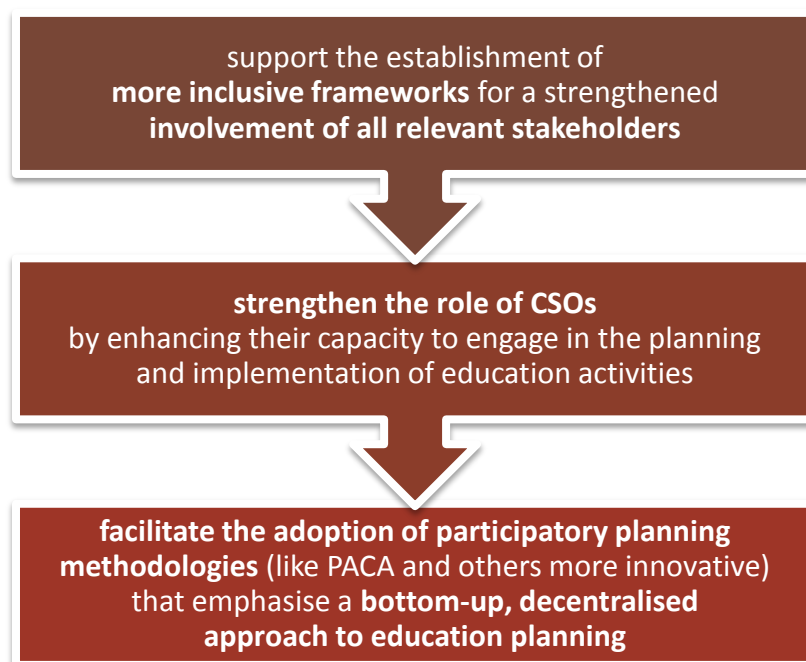 support the establishment of
more inclusive frameworks for a strengthened
involvement of all relevant stakeholders
strengthen the role of CSOs
by enhancing their capacity to engage in the planning
and implementation of education activities
facilitate the adoption of participatory planning
methodologies (like PACA and others more innovative)
that emphasise a bottom-up, decentralised
approach to education planning